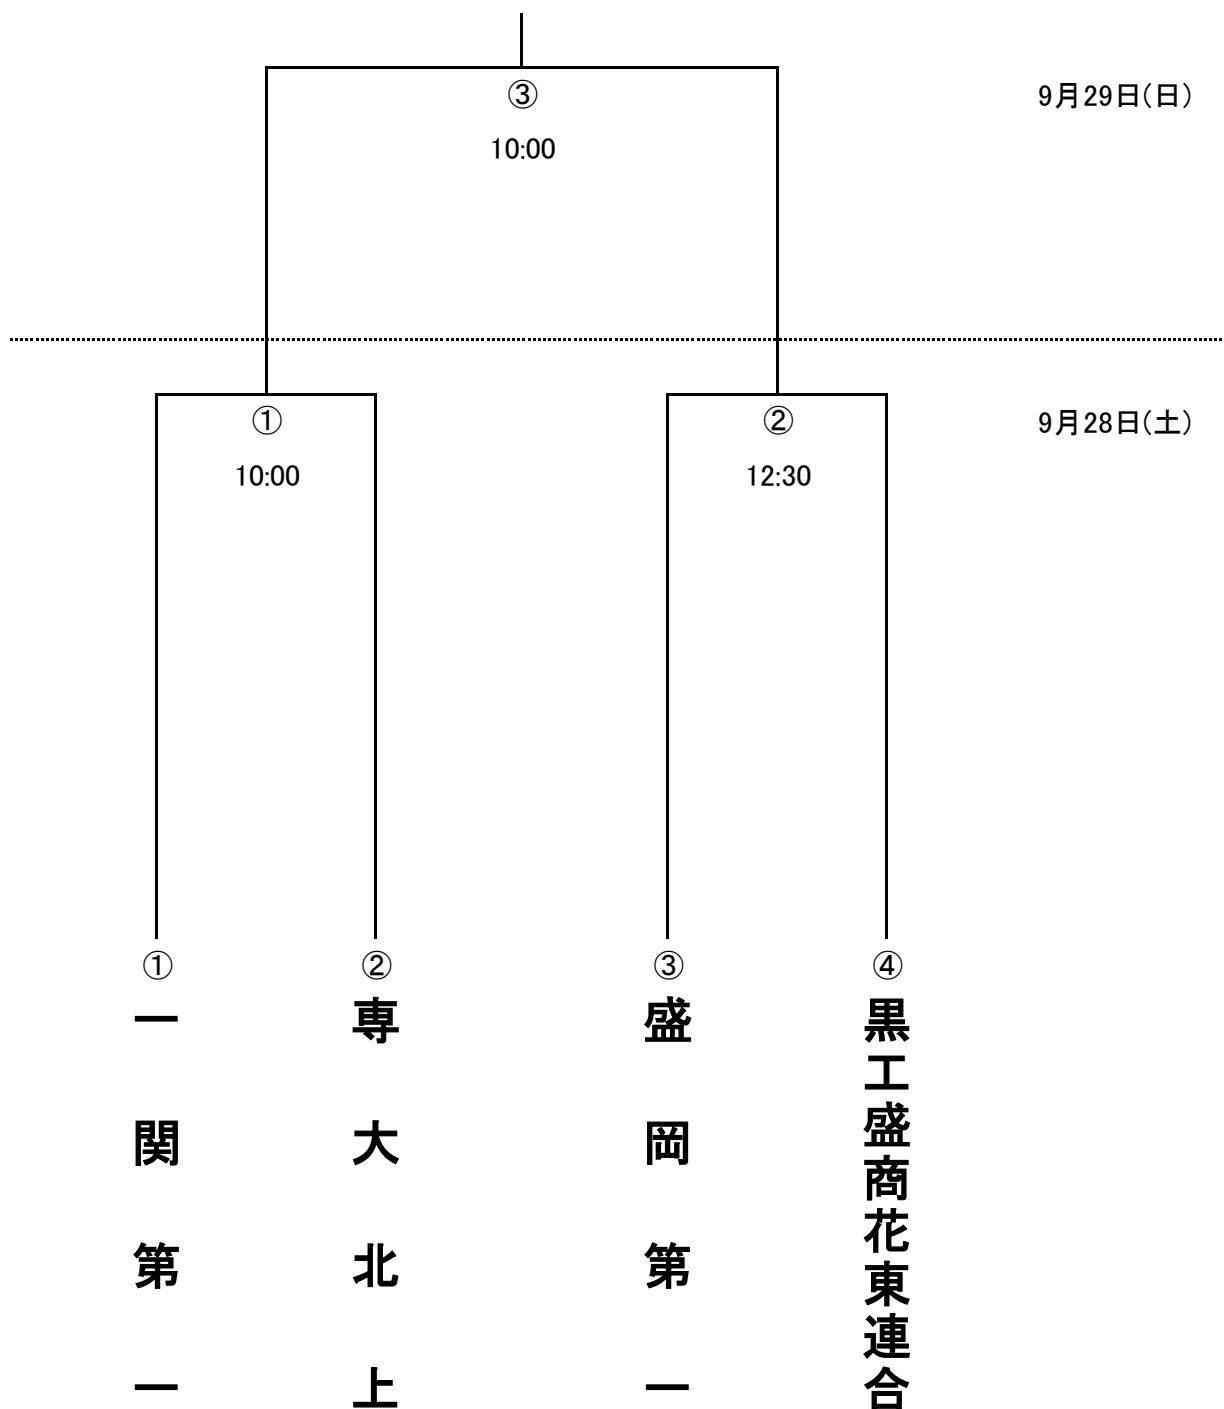 ③
9月29日(日)
10:00
①
②
9月28日(土)
10:00
12:30
①
②
③
④
一関第一
専大北上
盛岡第一
黒工盛商花東連合